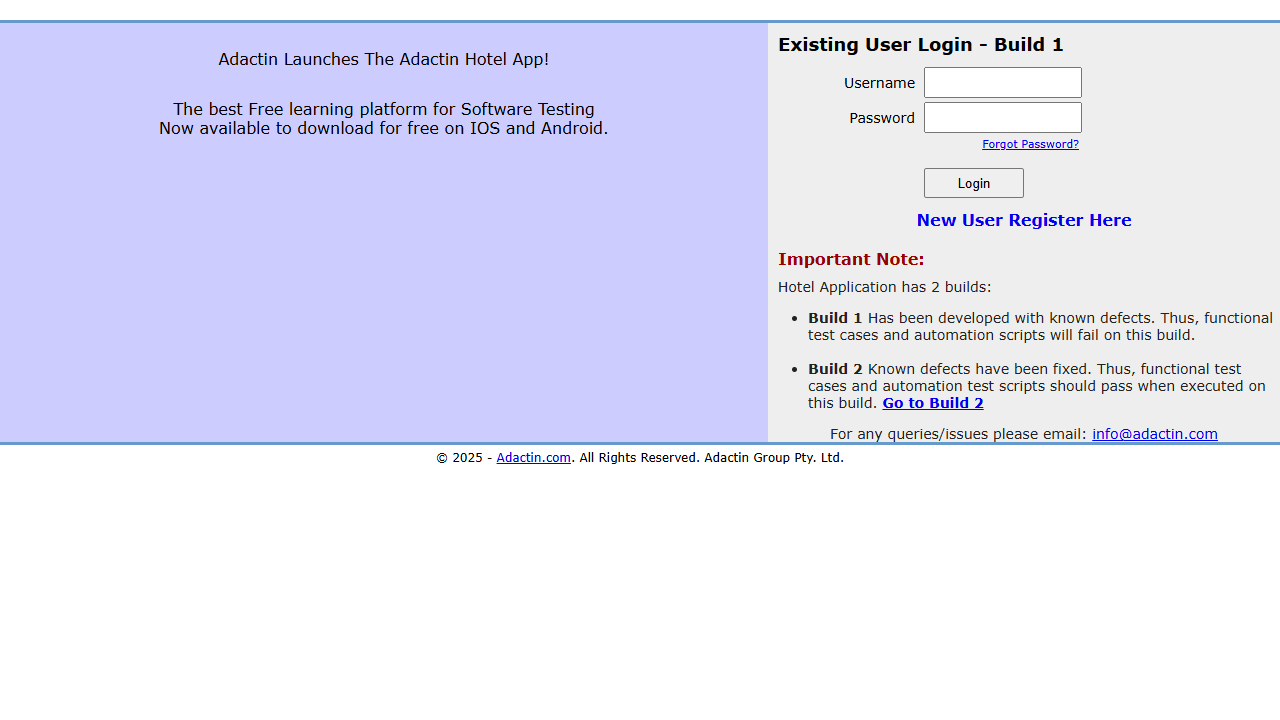 Adactin Launches The Adactin Hotel App!
The best Free learning platform for Software Testing
Now available to download for free on IOS and Android.
Existing User Login - Build 1
Username
Password
Forgot Password?
Login
New User Register Here
Important Note:
Hotel Application has 2 builds:
• Build 1 Has been developed with known defects. Thus, functional
test cases and automation scripts will fail on this build.
• Build 2 Known defects have been fixed. Thus, functional test
cases and automation test scripts should pass when executed on
this build. Go to Build 2
For any queries/issues please email: info@adactin.com
© 2025 - Adactin.com. All Rights Reserved. Adactin Group Pty. Ltd.